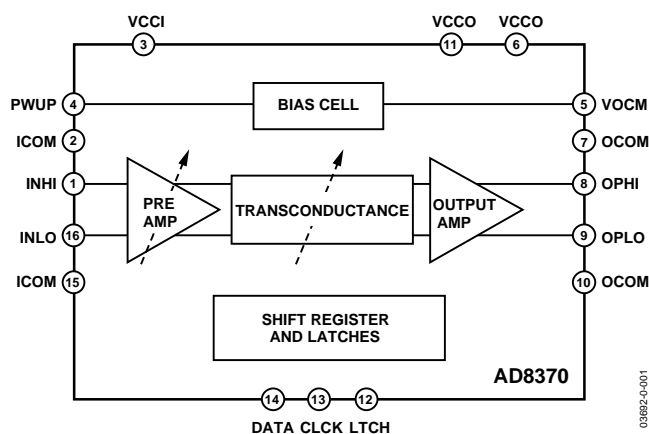 VCCI VCCO VCCO
3 11 6
PWUP 4 BIAS CELL 5 VOCM
ICOM 2 7 OCOM
INHI 1 8 OPHI
PRE
AMP
TRANSCONDUCTANCE
OUTPUT
AMP
INLO 16 9 OPLO
ICOM 15 10 OCOM
SHIFT REGISTER
AND LATCHES
AD8370
14 13 12
DATA CLCK LTCH
03692-0-001